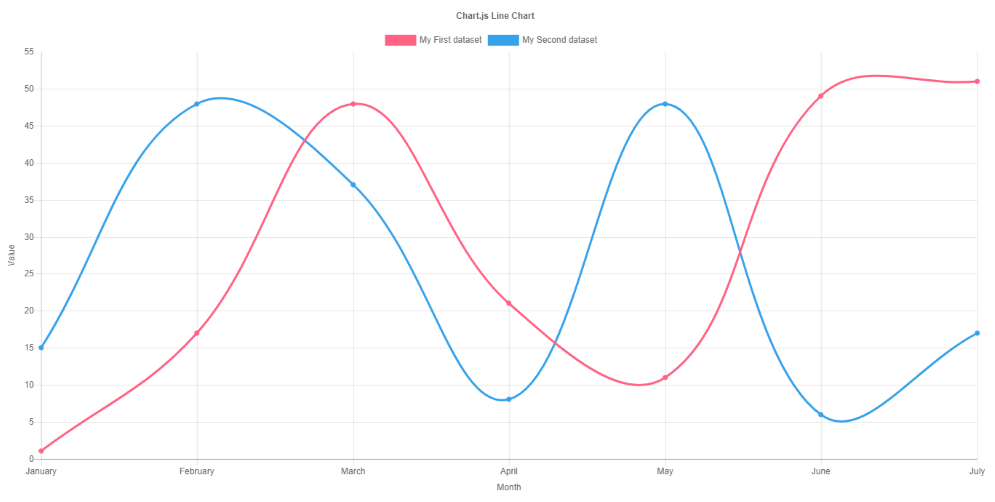 Chart.js Line Chart
My First dataset My Second dataset
55
50
45
40
35
30
25
20
15
10
5
0
Value
January February March April May June July
Month